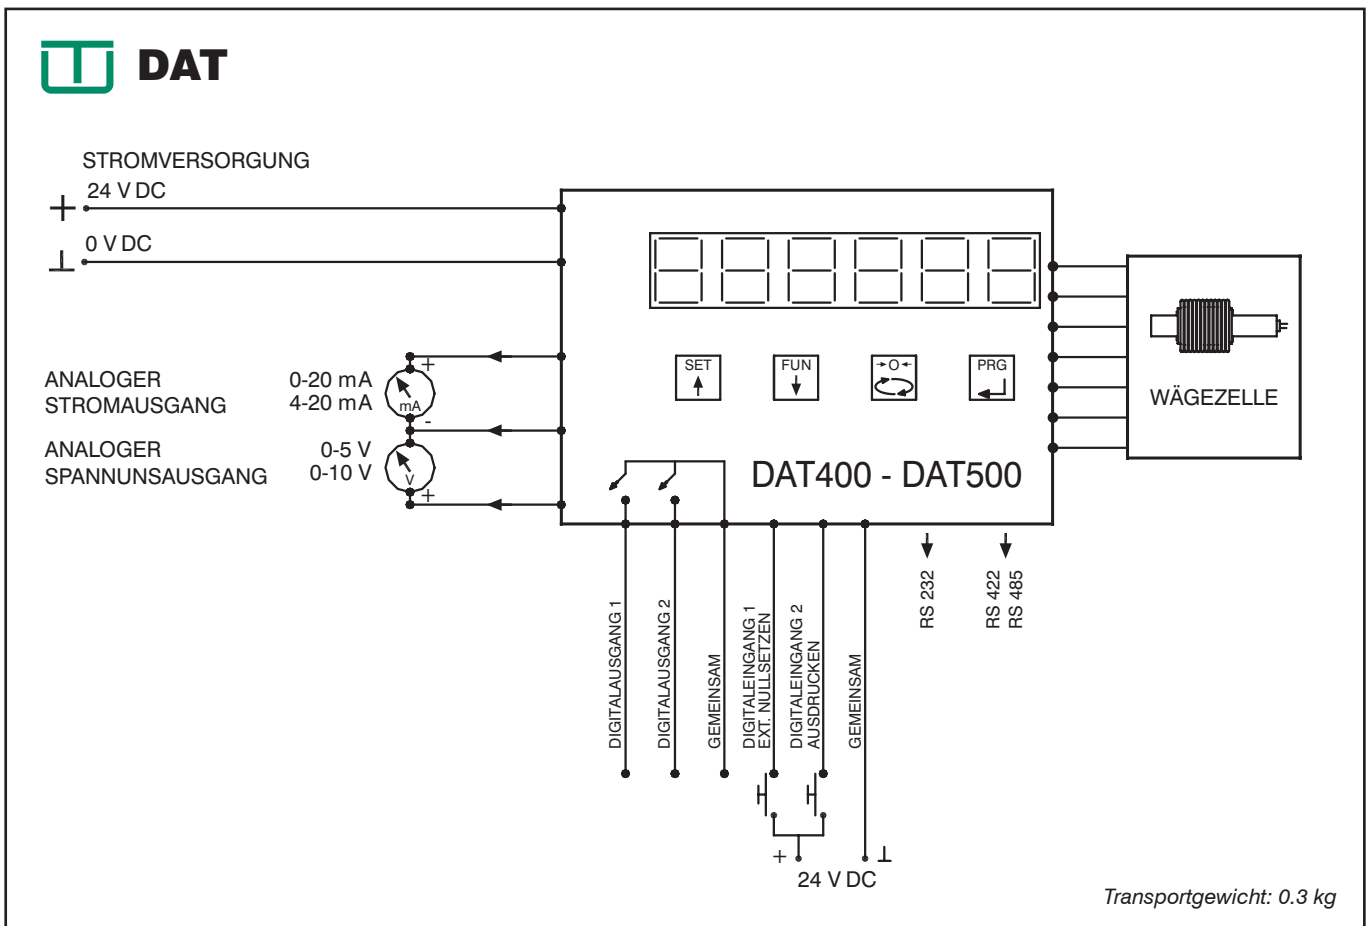 DAT
STROMVERSORGUNG
+ 24 V DC
0 V DC
SET
FUN
→0←
PRG
ANALOGER
STROMAUSGANG
0-20 mA
4-20 mA
+
mA
-
ANALOGER
SPANNUNSAUSGANG
0-5 V
0-10 V
V
+
WÄGEZELLE
DAT400 - DAT500
DIGITALAUSGANG 1
DIGITALAUSGANG 2
GEMEINSAM
DIGITALEINGANG 1
EXT. NULLSETZEN
DIGITALEINGANG 2
AUSDRUCKEN
GEMEINSAM
RS 232
RS 422
RS 485
+
24 V DC
Transportgewicht: 0.3 kg